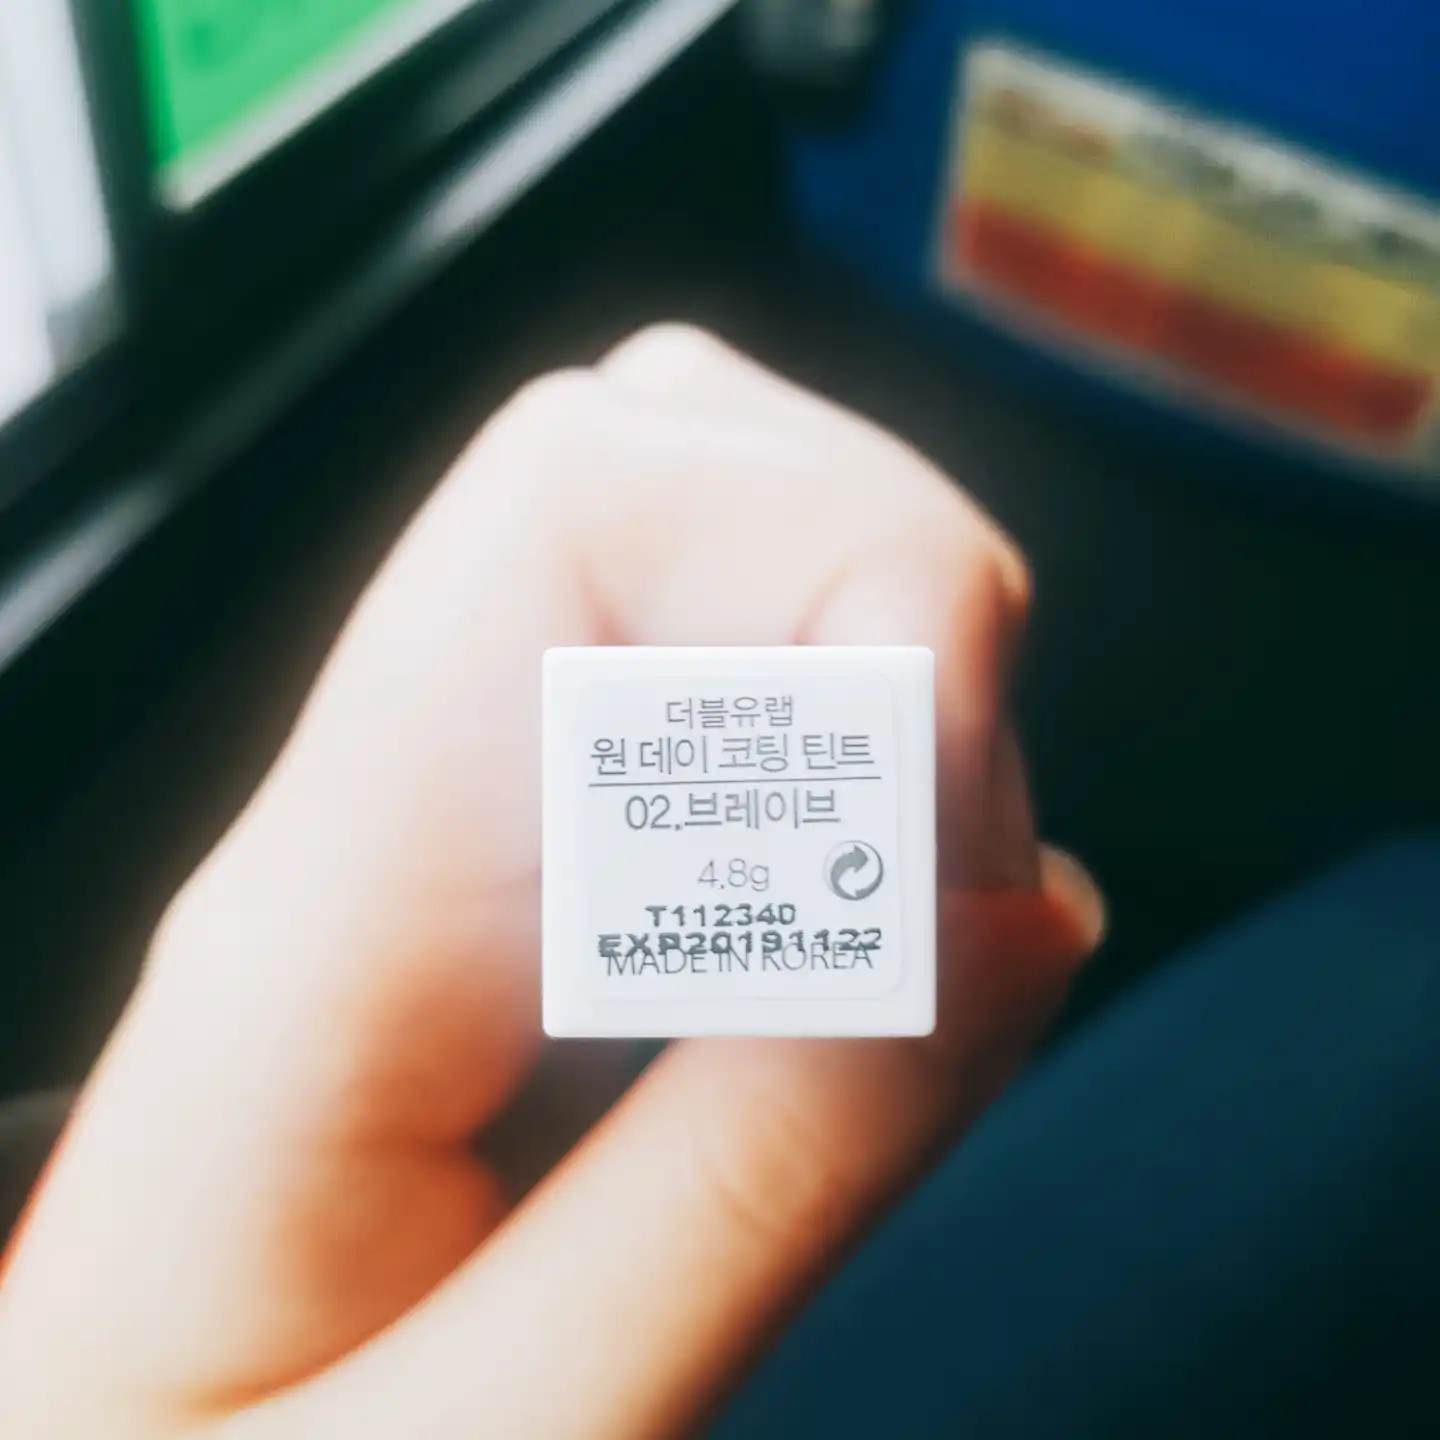 더블유랩
원 데이 코팅 틴트
02.브레이브
4.8g
T11234D
EXP20191122
MADE IN KOREA